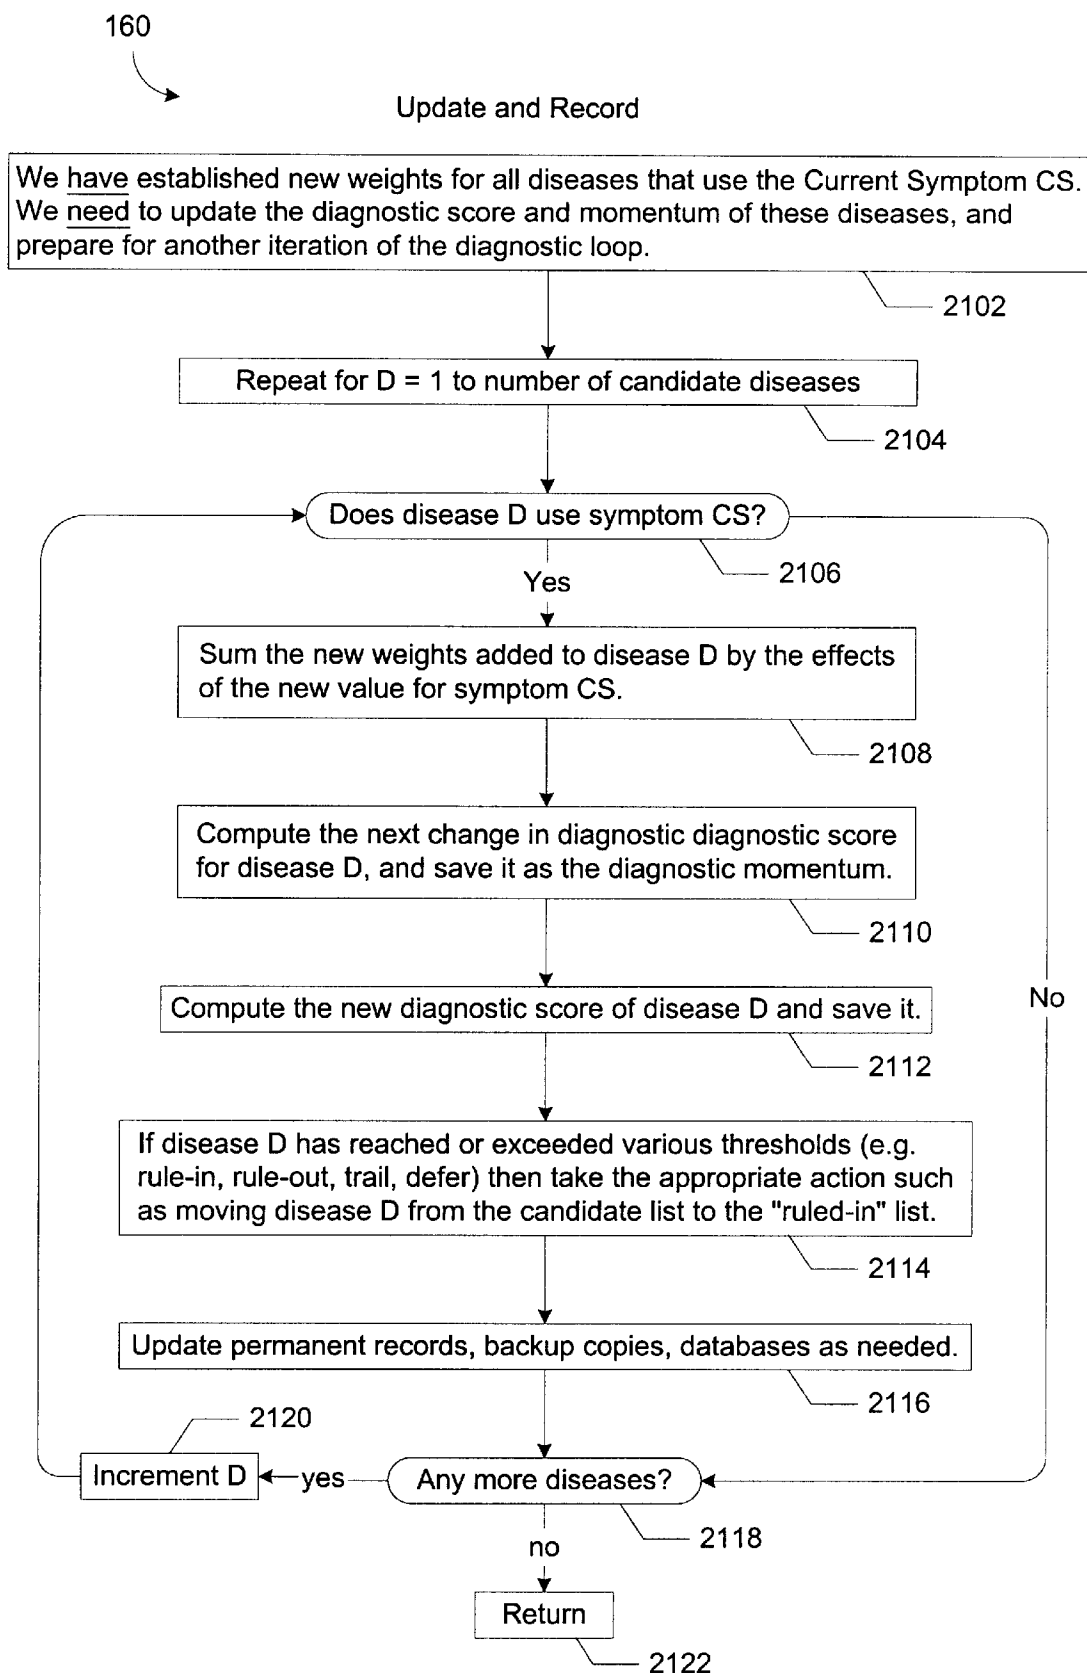 160
Update and Record
We have established new weights for all diseases that use the Current Symptom CS.
We need to update the diagnostic score and momentum of these diseases, and
prepare for another iteration of the diagnostic loop.
2102
Repeat for D = 1 to number of candidate diseases
2104
Does disease D use symptom CS?
2106
Yes
Sum the new weights added to disease D by the effects
of the new value for symptom CS.
2108
Compute the next change in diagnostic diagnostic score
for disease D, and save it as the diagnostic momentum.
2110
No
Compute the new diagnostic score of disease D and save it.
2112
If disease D has reached or exceeded various thresholds (e.g.
rule-in, rule-out, trail, defer) then take the appropriate action such
as moving disease D from the candidate list to the "ruled-in" list.
2114
Update permanent records, backup copies, databases as needed.
2116
2120
Increment D
yes
Any more diseases?
2118
no
Return
2122